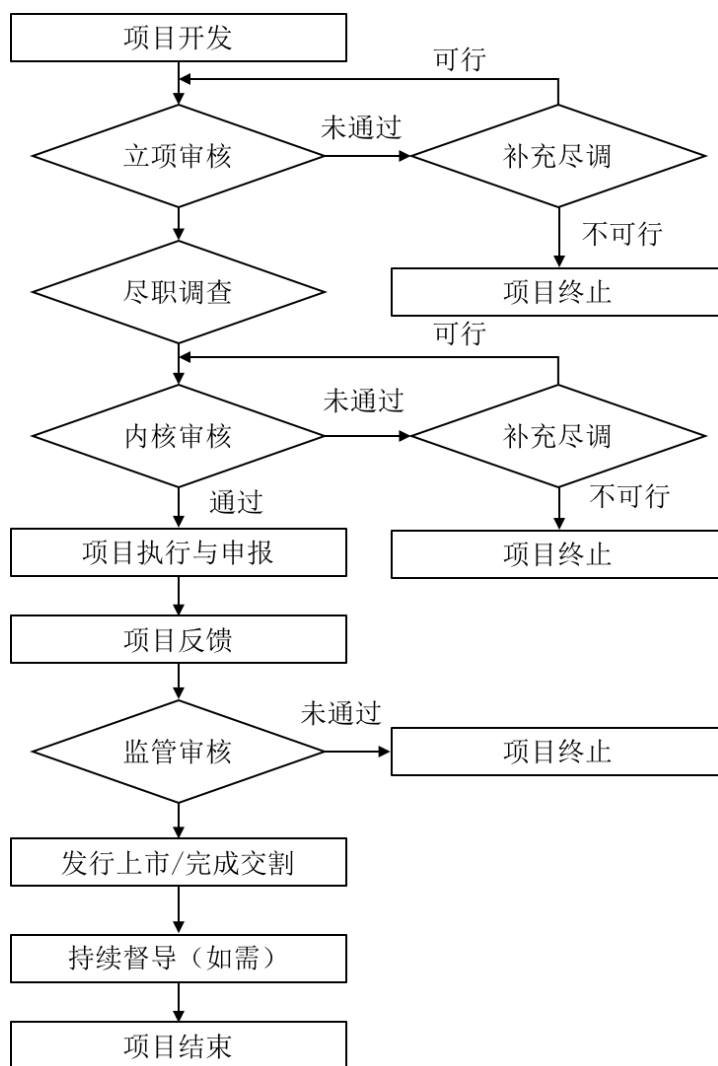 项目开发
可行
立项审核
未通过
补充尽调
不可行
尽职调查
项目终止
可行
内核审核
未通过
补充尽调
通过
不可行
项目执行与申报
项目终止
项目反馈
未通过
监管审核
项目终止
发行上市/完成交割
持续督导（如需）
项目结束